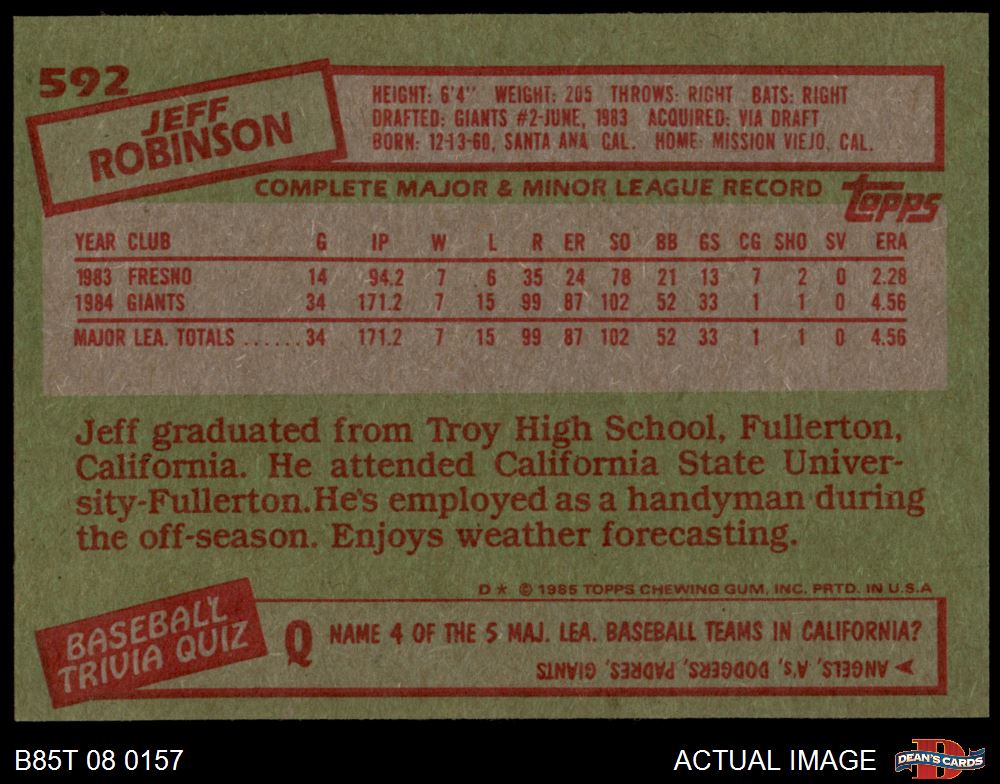 592
JEFF
ROBINSON
HEIGHT: 6'4" WEIGHT: 205 THROWS: RIGHT BATS: RIGHT
DRAFTED: GIANTS #2-JUNE, 1983 ACQUIRED: VIA DRAFT
BORN: 12-13-60, SANTA ANA CAL. HOME: MISSION VIEJO, CAL.
COMPLETE MAJOR & MINOR LEAGUE RECORD
topps
YEAR CLUB G IP W L R ER SO BB GS CG SHO SV ERA
1983 FRESNO 14 94.2 7 6 35 24 78 21 13 7 2 0 2.28
1984 GIANTS 34 171.2 7 15 99 87 102 52 33 1 1 0 4.56
MAJOR LEA. TOTALS ......34 171.2 7 15 99 87 102 52 33 1 1 0 4.56
Jeff graduated from Troy High School, Fullerton,
California. He attended California State Univer-
sity-Fullerton.He's employed as a handyman during
the off-season. Enjoys weather forecasting.
D* © 1985 TOPPS CHEWING GUM, INC. PRTD. IN U.S.A
BASEBALL
TRIVIA QUIZ
Q NAME 4 OF THE 5 MAJ. LEA. BASEBALL TEAMS IN CALIFORNIA?
ANGELS, A's, DODGERS, PADRES, GIANTS
B85T 08 0157
ACTUAL IMAGE
D
DEAN'S CARDS